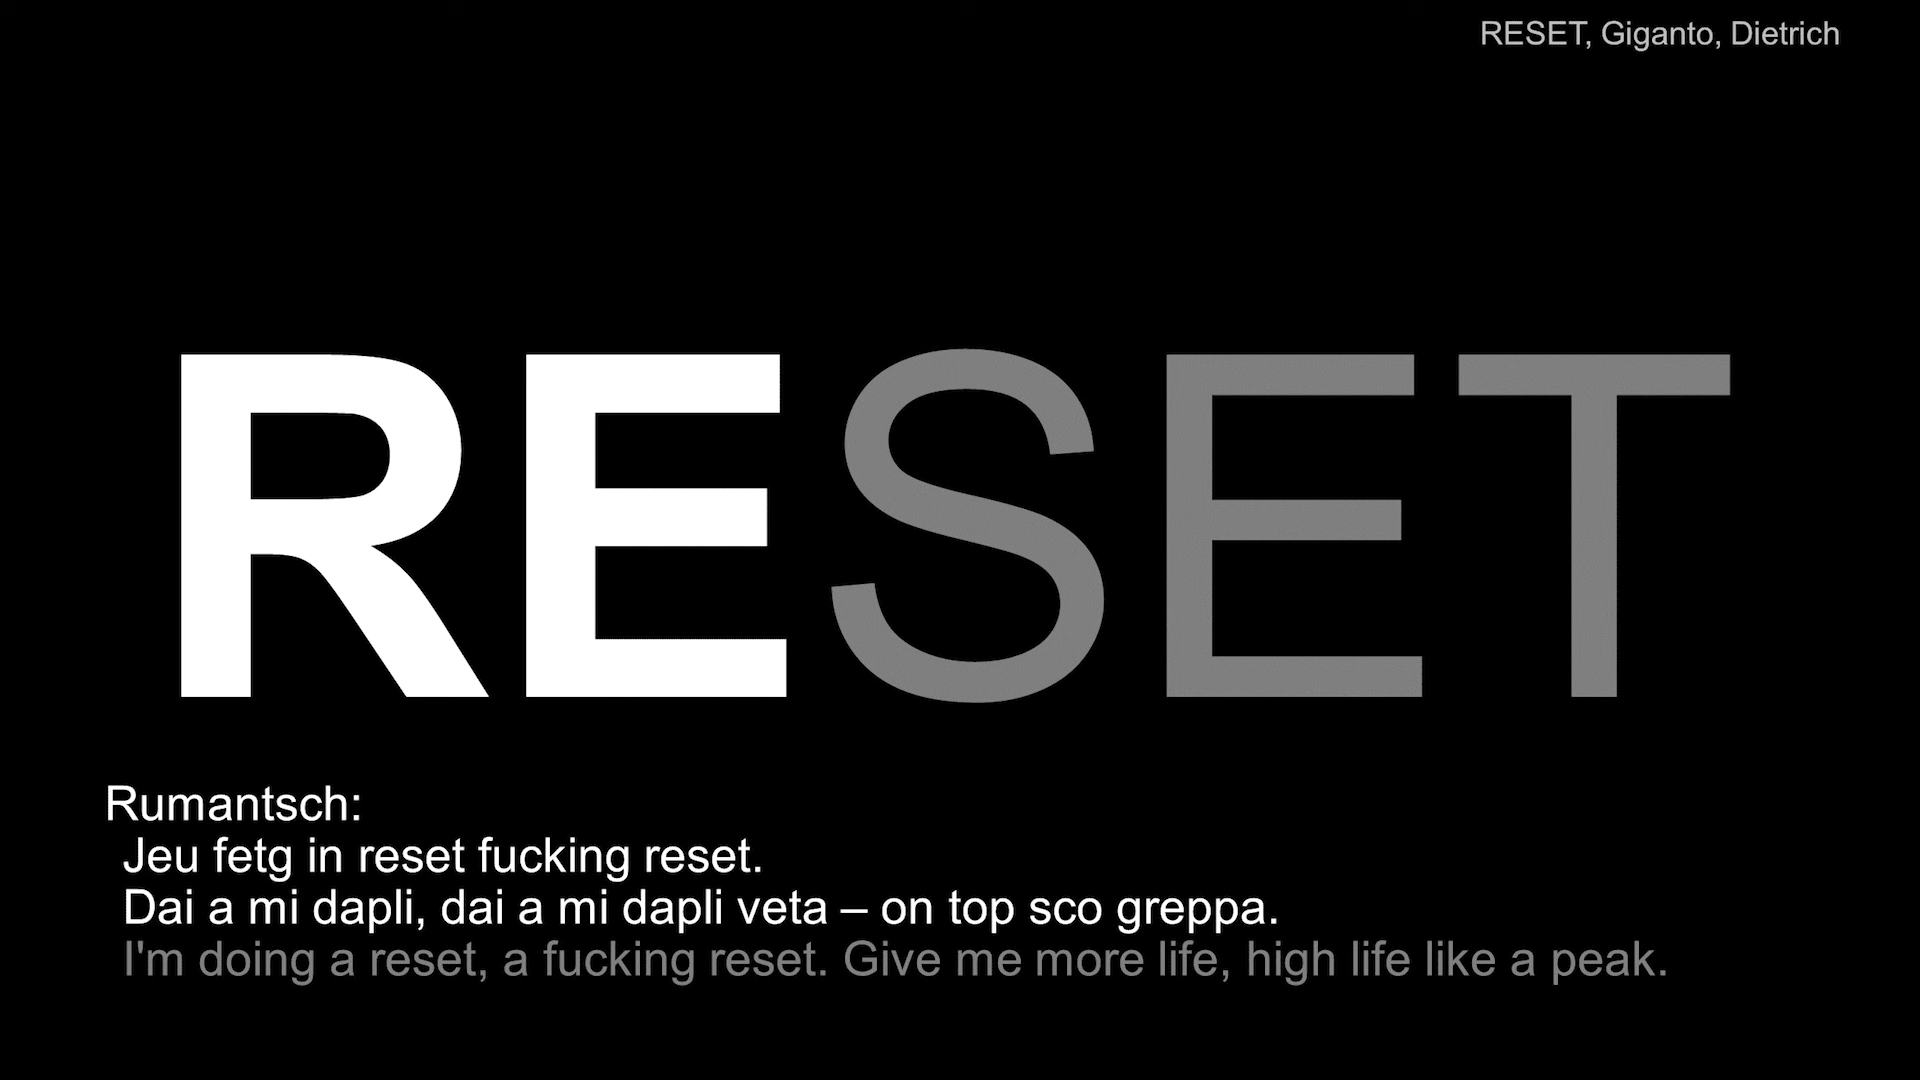 RESET, Giganto, Dietrich
RESET
Rumantsch:
Jeu fetg in reset fucking reset.
Dai a mi dapli, dai a mi dapli veta – on top sco greppa.
I'm doing a reset, a fucking reset. Give me more life, high life like a peak.